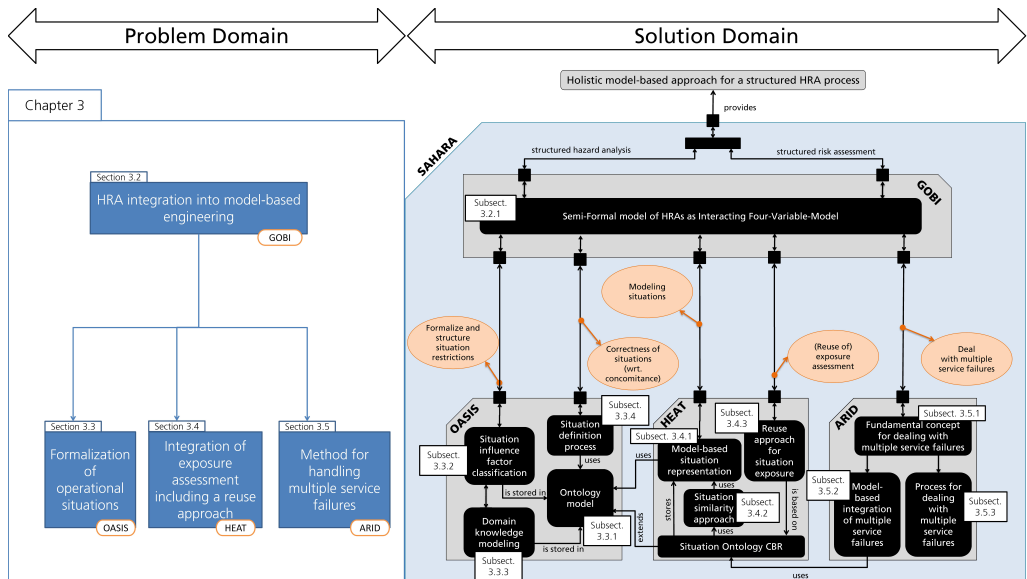 Problem Domain
Solution Domain
Chapter 3
Section 3.2
HRA integration into model-based
engineering
GOBI
Section 3.3
Formalization
of
operational
situations
OASIS
Section 3.4
Integration of
exposure
assessment
including a reuse
approach
HEAT
Section 3.5
Method for
handling
multiple service
failures
ARID
Holistic model-based approach for a structured HRA process
provides
SAHARA
structured hazard analysis
structured risk assessment
GOBI
Subsect.
3.2.1
Semi-Formal model of HRAs as Interacting Four-Variable-Model
Modeling
situations
Formalize and
structure
situation
restrictions
Correctness of
situations
(wrt.
concomitance)
(Reuse of)
exposure
assessment
Deal
with multiple
service failures
OASIS
Subsect.
3.3.4
Situation
definition
process
Situation
influence
factor
classification
Subsect.
3.3.2
uses
is stored in
Ontology
model
Subsect.
3.3.1
Domain
knowledge
modeling
is stored in
Subsect.
3.3.3
HEAT
Subsect.
3.4.3
Subsect. 3.4.1
Model-based
situation
representation
Reuse
approach
for situation
exposure
uses
uses
Situation
similarity
approach
Subsect.
3.4.2
stores
uses
is based on
extends
Situation Ontology CBR
ARID
Subsect. 3.5.1
Fundamental concept
for dealing with
multiple service failures
Subsect.
3.5.2
Model-
based
integration
of multiple
service
failures
Process for
dealing
with
multiple
service
failures
Subsect.
3.5.3
uses